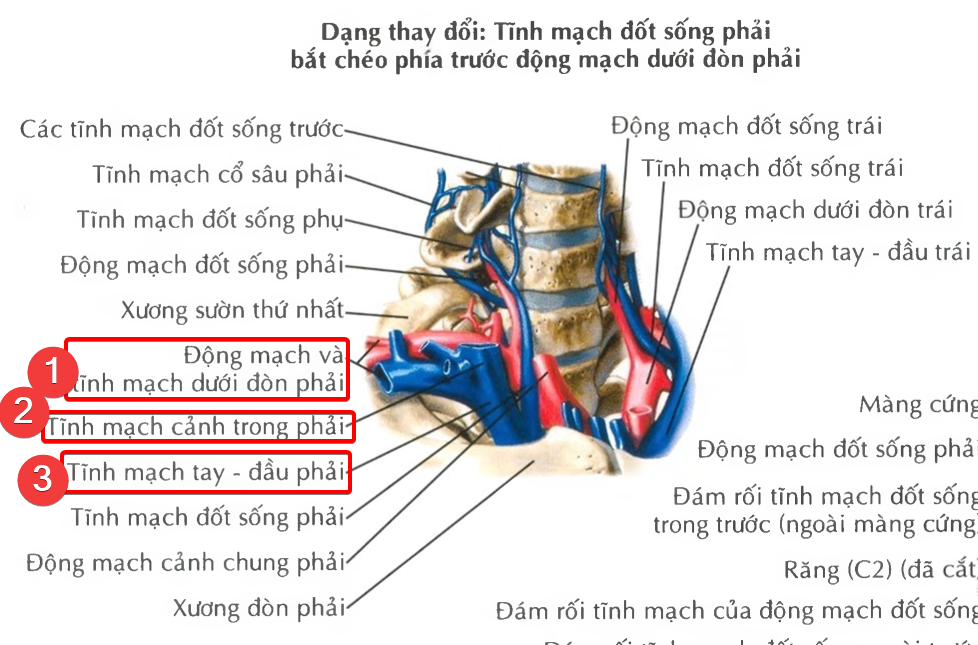 Dạng thay đổi: Tĩnh mạch đốt sống phải
bắt chéo phía trước động mạch dưới đòn phải
Các tĩnh mạch đốt sống trước
Tĩnh mạch cổ sâu phải
Tĩnh mạch đốt sống phụ
Động mạch đốt sống phải
Xương sườn thứ nhất
1
Động mạch và
tĩnh mạch dưới đòn phải
2
Tĩnh mạch cảnh trong phải
3
Tĩnh mạch tay - đầu phải
Tĩnh mạch đốt sống phải
Động mạch cảnh chung phải
Xương đòn phải
Động mạch đốt sống trái
Tĩnh mạch đốt sống trái
Động mạch dưới đòn trái
Tĩnh mạch tay - đầu trái
Màng cứng
Động mạch đốt sống phải
Đám rối tĩnh mạch đốt sống
trong trước (ngoài màng cứng)
Răng (C2) (đã cắt)
Đám rối tĩnh mạch của động mạch đốt sống